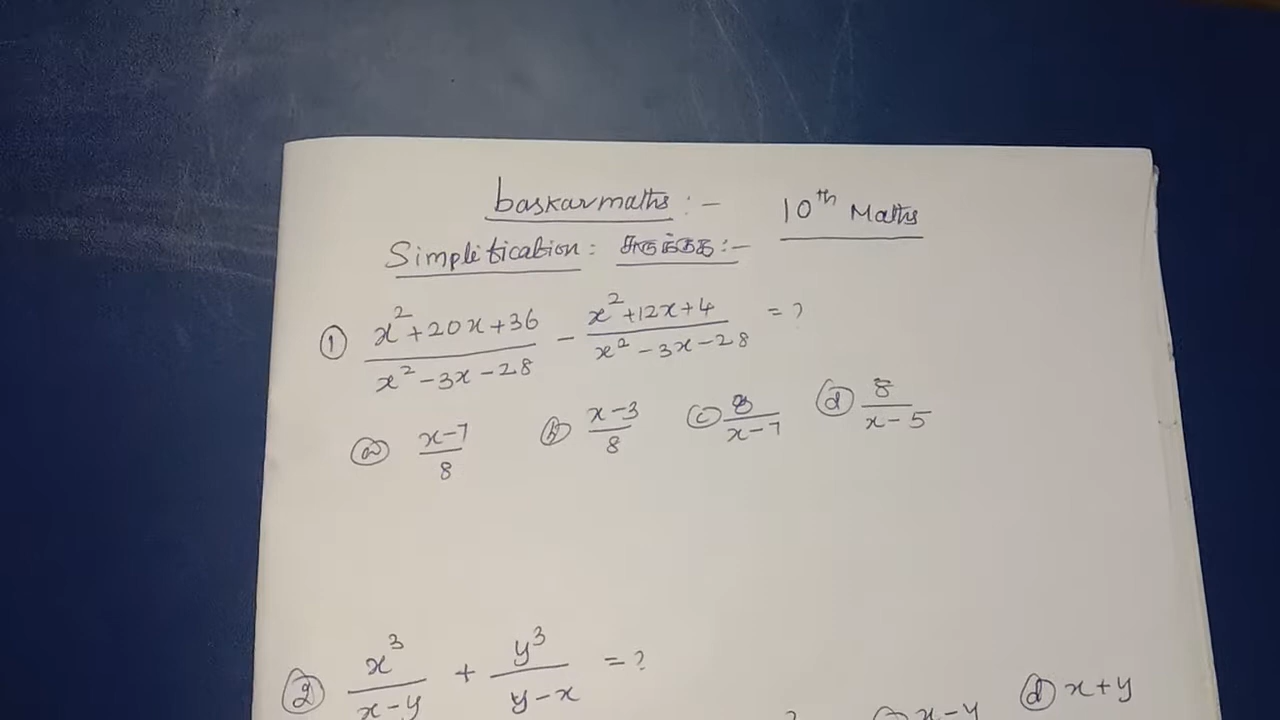 baskarmaths :- 10th Maths
Simplification : சுருக்குக :-
① (x²+20x+36)/(x²-3x-28) - (x²+12x+4)/(x²-3x-28) = ?
ⓐ (x-7)/8 ⓑ (x-3)/8 ⓒ 8/(x-7) ⓓ 8/(x-5)
② x³/(x-y) + y³/(y-x) = ?
x-y ⓓ x+y